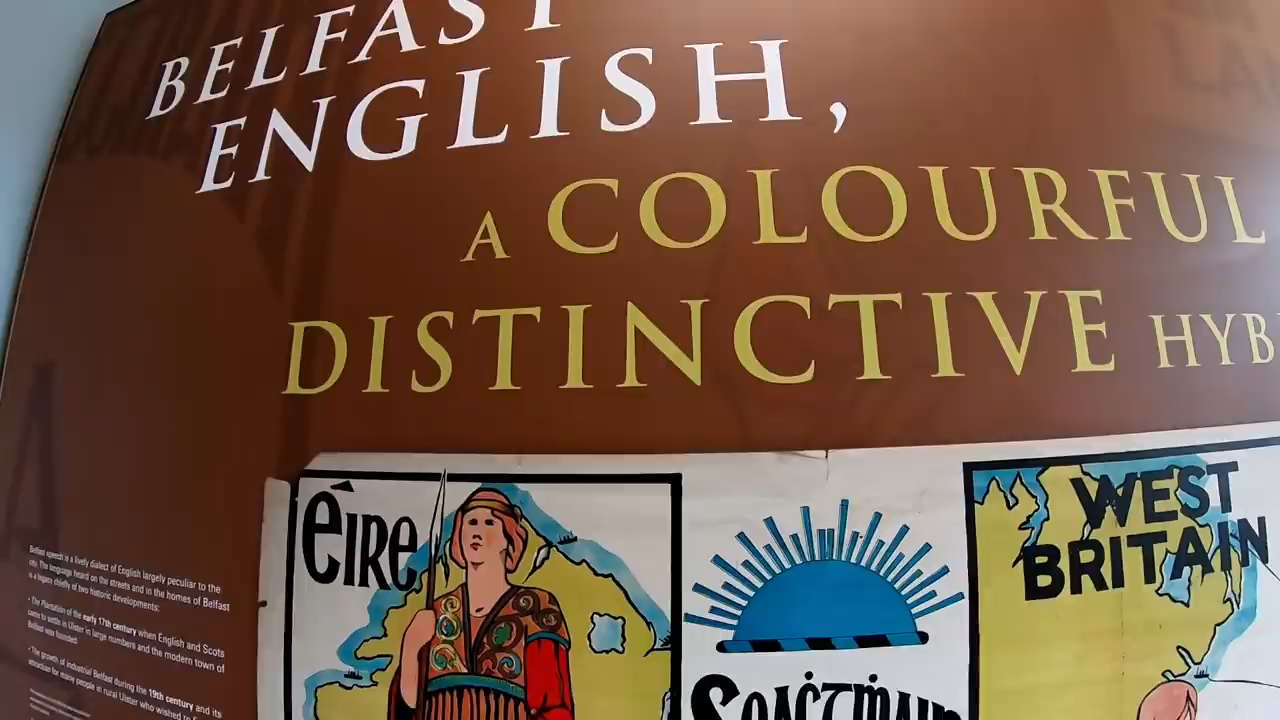 BELFAST
ENGLISH,
A COLOURFUL
DISTINCTIVE HYB
éIRe
WEST
BRITAIN
Seaċtṁain
Belfast speech is a lively dialect of English largely peculiar to the
city. The language heard on the streets and in the homes of Belfast
is a legacy chiefly of two historic developments:
• The Plantation of the early 17th century when English and Scots
came to settle in Ulster in large numbers and the modern town of
Belfast was founded
• The growth of industrial Belfast during the 19th century and its
attraction for many people in rural Ulster who wished to